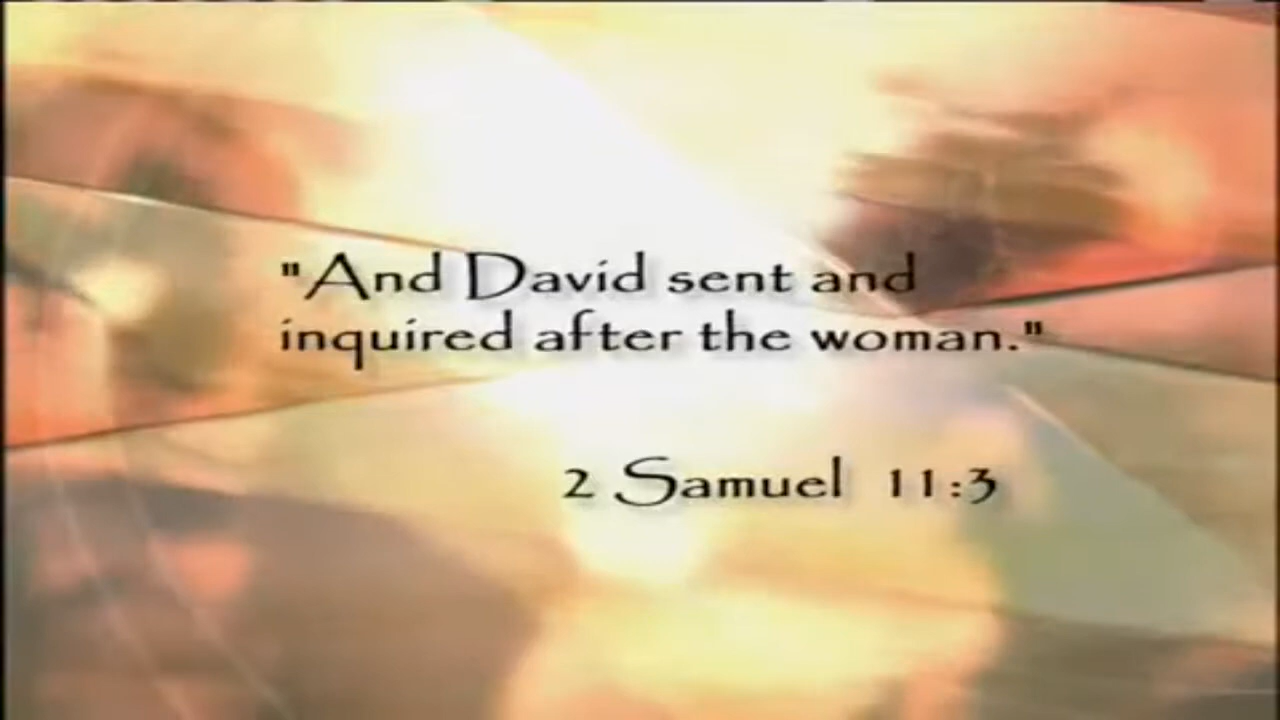 "And David sent and
inquired after the woman."
2 Samuel 11:3